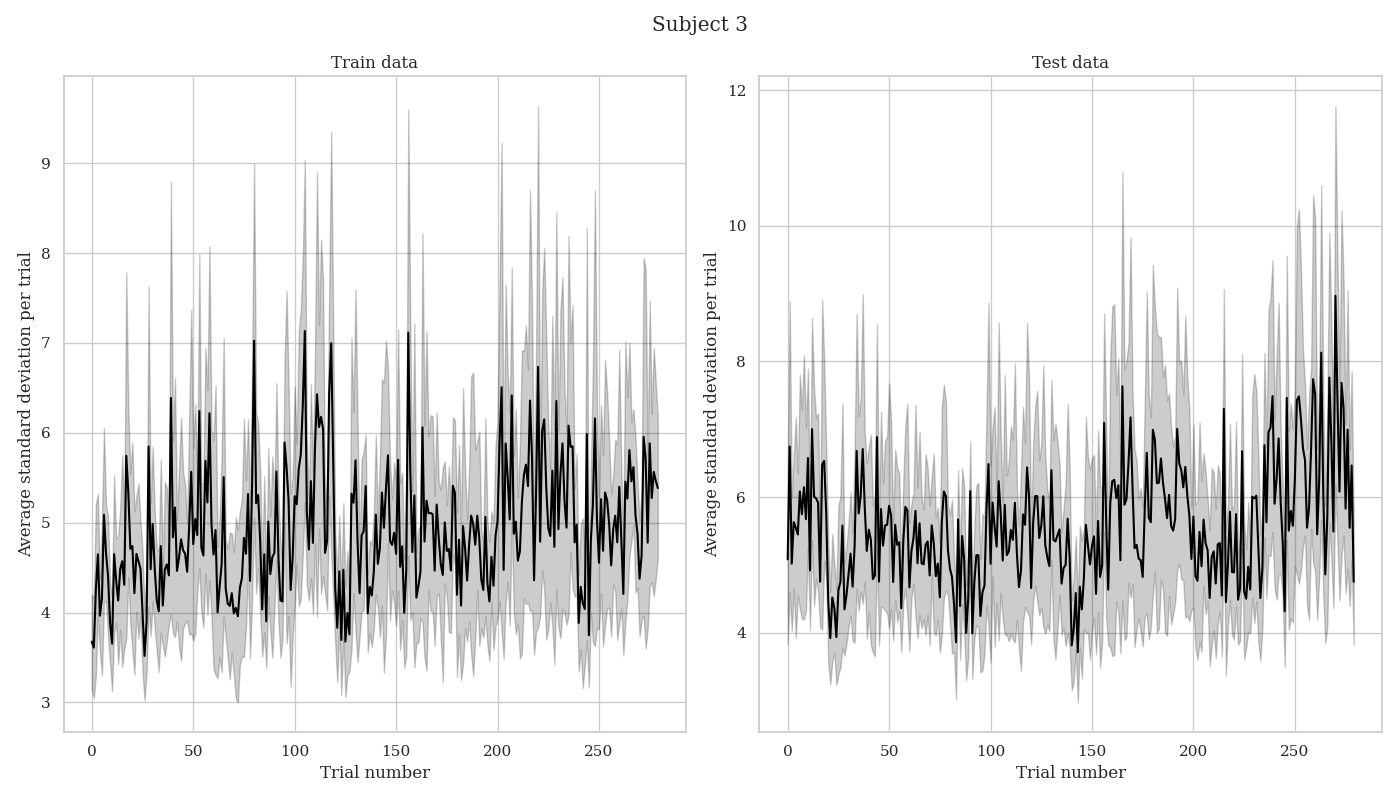 Subject 3
Train data
Average standard deviation per trial
9
8
7
6
5
4
3
0 50 100 150 200 250
Trial number
Test data
Average standard deviation per trial
12
10
8
6
4
0 50 100 150 200 250
Trial number